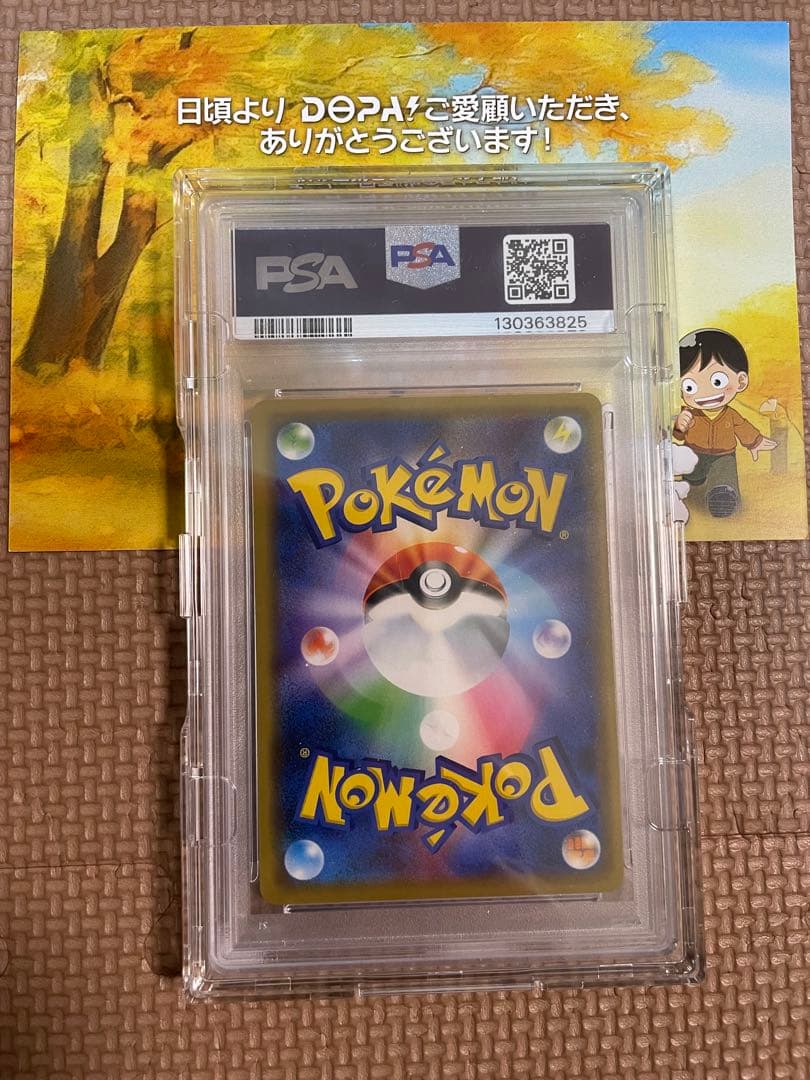 日頃より DOPA! ご愛顧いただき、
ありがとうございます!
PSA PSA
130363825
POKéMON®
POKéMON®